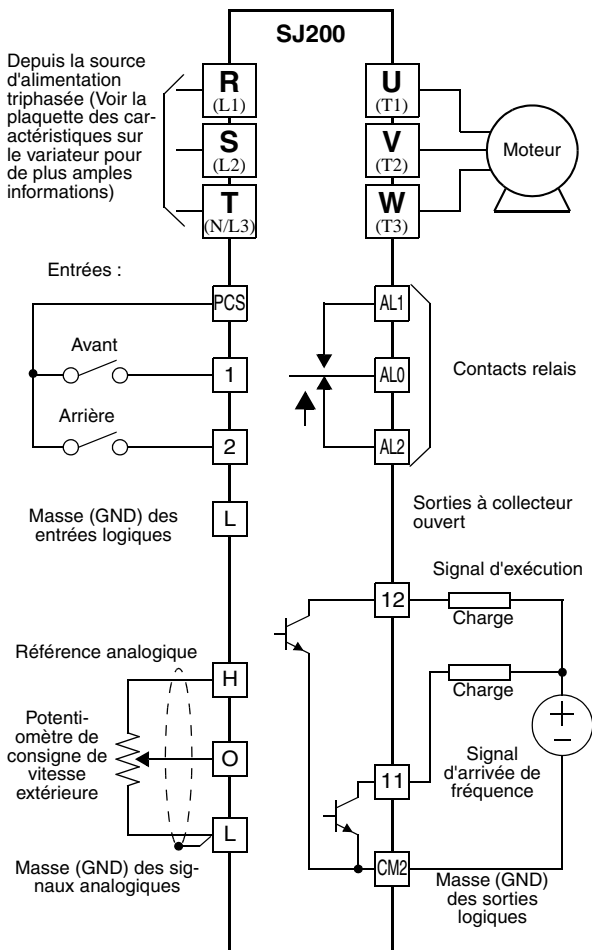 SJ200
Depuis la source
d'alimentation
triphasée (Voir la
plaquette des car-
actéristiques sur
le variateur pour
de plus amples
informations)
R
(L1)
S
(L2)
T
(N/L3)
U
(T1)
V
(T2)
W
(T3)
Moteur
Entrées :
PCS
Avant
1
Arrière
2
Masse (GND) des
entrées logiques
L
AL1
AL0
AL2
Contacts relais
Sorties à collecteur
ouvert
Signal d'exécution
12
Charge
Charge
+
–
Signal
d'arrivée de
fréquence
11
CM2
Masse (GND)
des sorties
logiques
Référence analogique
H
Potenti-
omètre de
consigne de
vitesse
extérieure
O
L
Masse (GND) des sig-
naux analogiques